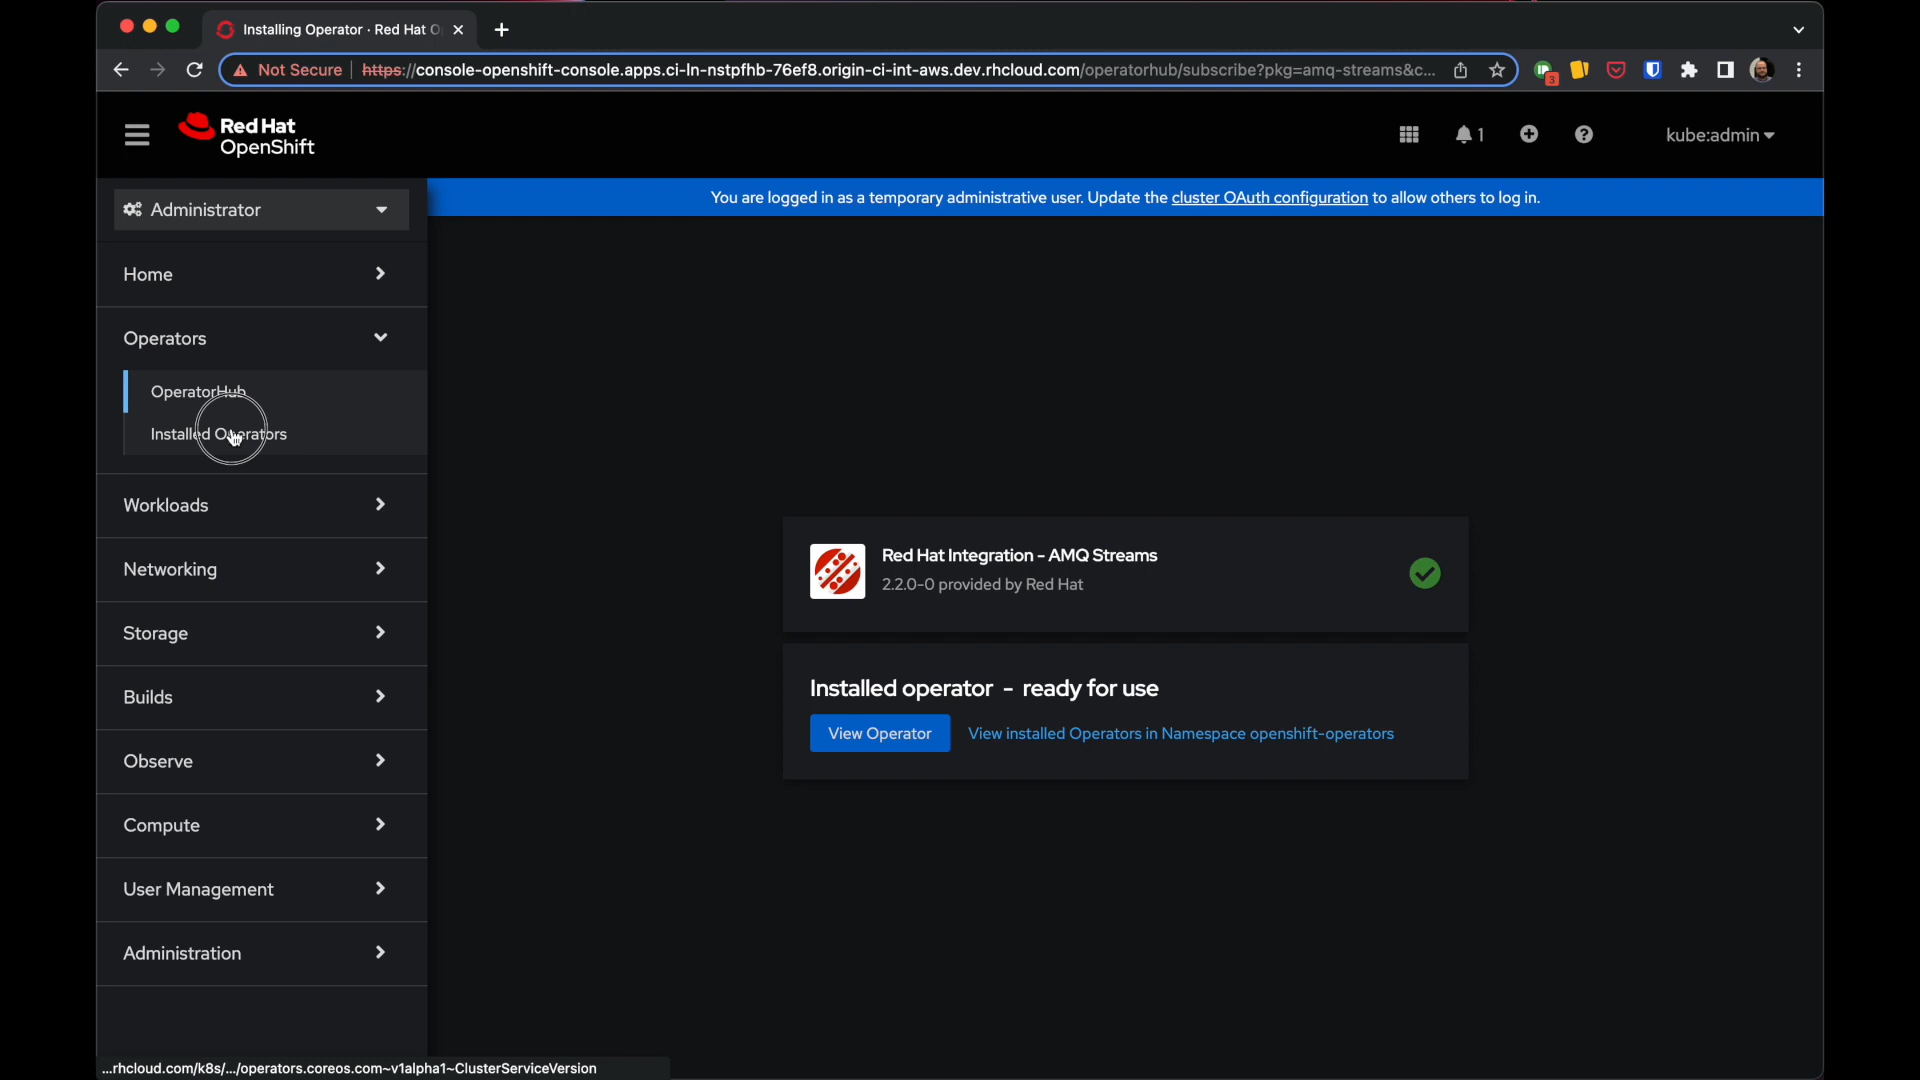 Installing Operator · Red Hat O
Not Secure
https://console-openshift-console.apps.ci-ln-nstpfhb-76ef8.origin-ci-int-aws.dev.rhcloud.com/operatorhub/subscribe?pkg=amq-streams&c...
3
Red Hat
OpenShift
1
kube:admin
Administrator
You are logged in as a temporary administrative user. Update the cluster OAuth configuration to allow others to log in.
Home
Operators
OperatorHub
Installed Operators
Workloads
Networking
Storage
Builds
Observe
Compute
User Management
Administration
Red Hat Integration - AMQ Streams
2.2.0-0 provided by Red Hat
Installed operator - ready for use
View Operator
View installed Operators in Namespace openshift-operators
...rhcloud.com/k8s/.../operators.coreos.com~v1alpha1~ClusterServiceVersion